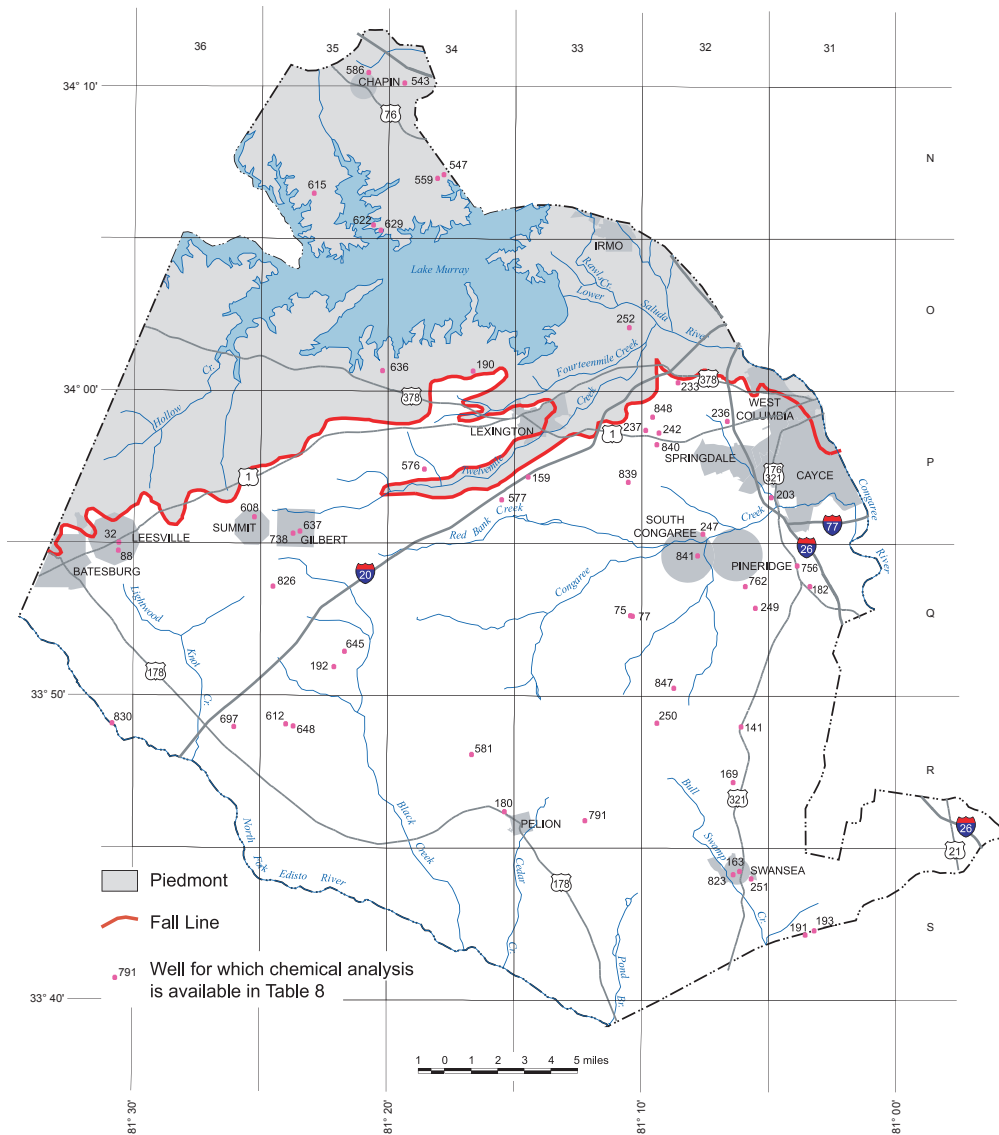 36
35
34
33
32
31
586
CHAPIN
543
34° 10'
76
N
547
559
615
622
629
IRMO
Rawls Cr.
Lake Murray
Lower Saluda River
O
252
636
190
Fourteenmile Creek
34° 00'
378
378
233
WEST
COLUMBIA
Hollow Cr.
848
236
LEXINGTON
Twelvemile Creek
1
237
242
840
SPRINGDALE
P
576
1
159
839
176
321
CAYCE
203
Congaree River
608
577
SUMMIT
637
738
GILBERT
Red Bank Creek
SOUTH
CONGAREE
247
Creek
77
32
LEESVILLE
88
BATESBURG
20
841
PINERIDGE
26
756
826
762
182
Lightwood Knot Cr.
Congaree
75
77
249
Q
645
192
178
847
33° 50'
830
697
612
648
250
141
581
R
169
321
Bull Swamp Cr.
180
PELION
791
26
21
Black Creek
Cedar Cr.
North Fork Edisto River
163
SWANSEA
823
251
178
Piedmont
Fall Line
191
193
S
791
Well for which chemical analysis
is available in Table 8
Pond Br.
33° 40'
1 0 1 2 3 4 5 miles
81° 30'
81° 20'
81° 10'
81° 00'